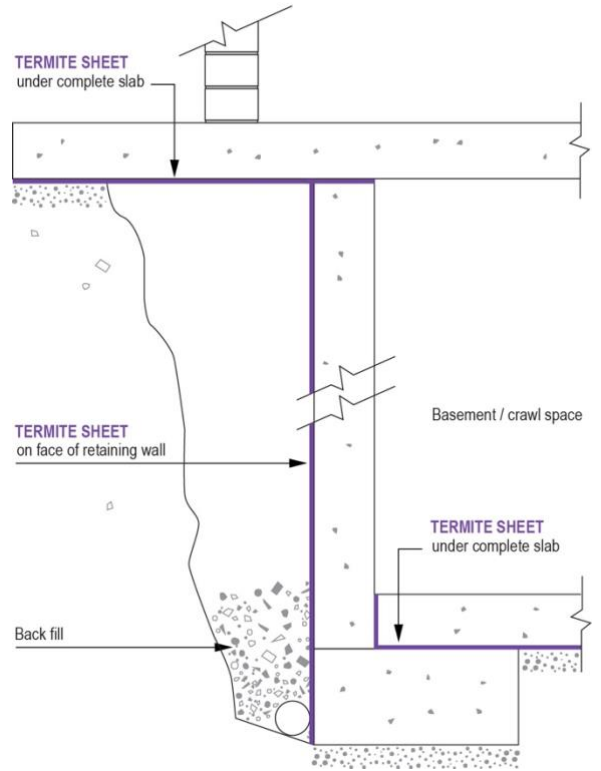 TERMITE SHEET
under complete slab
TERMITE SHEET
on face of retaining wall
Basement / crawl space
TERMITE SHEET
under complete slab
Back fill